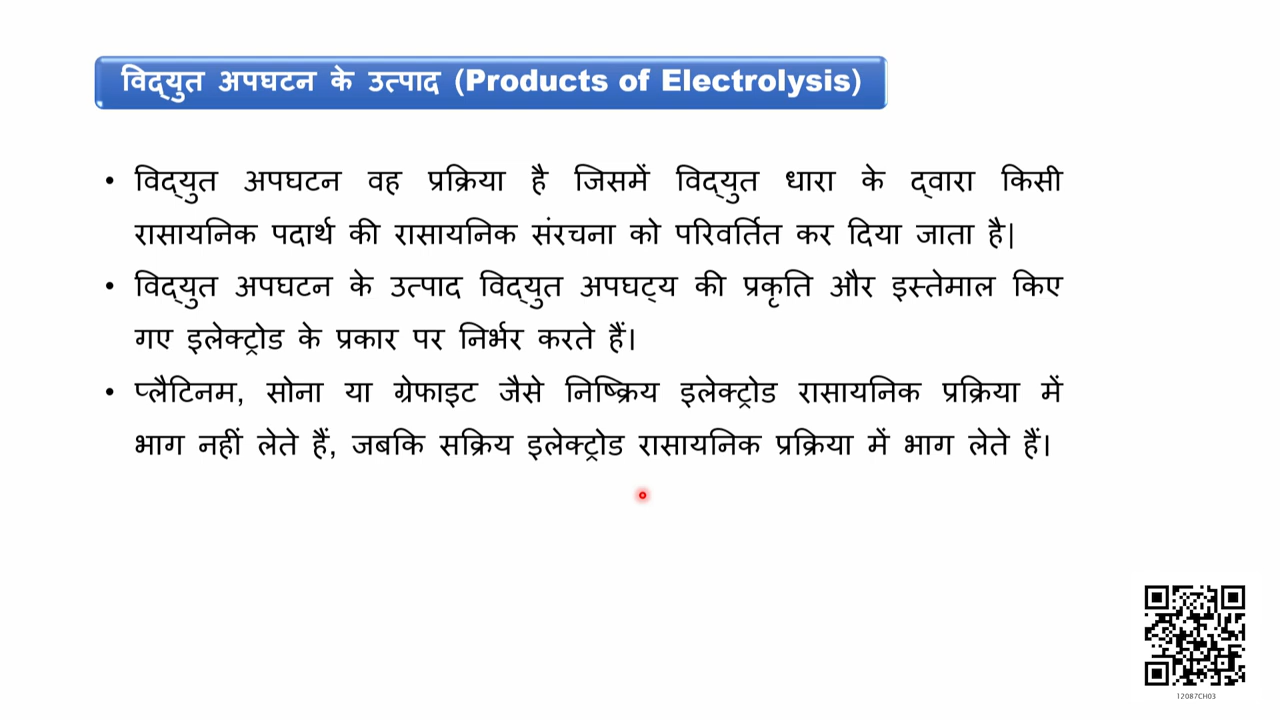 विद्युत अपघटन के उत्पाद (Products of Electrolysis)
• विद्युत अपघटन वह प्रक्रिया है जिसमें विद्युत धारा के द्वारा किसी
रासायनिक पदार्थ की रासायनिक संरचना को परिवर्तित कर दिया जाता है|
• विद्युत अपघटन के उत्पाद विद्युत अपघट्य की प्रकृति और इस्तेमाल किए
गए इलेक्ट्रोड के प्रकार पर निर्भर करते हैं।
• प्लैटिनम, सोना या ग्रेफाइट जैसे निष्क्रिय इलेक्ट्रोड रासायनिक प्रक्रिया में
भाग नहीं लेते हैं, जबकि सक्रिय इलेक्ट्रोड रासायनिक प्रक्रिया में भाग लेते हैं।
12087CH03